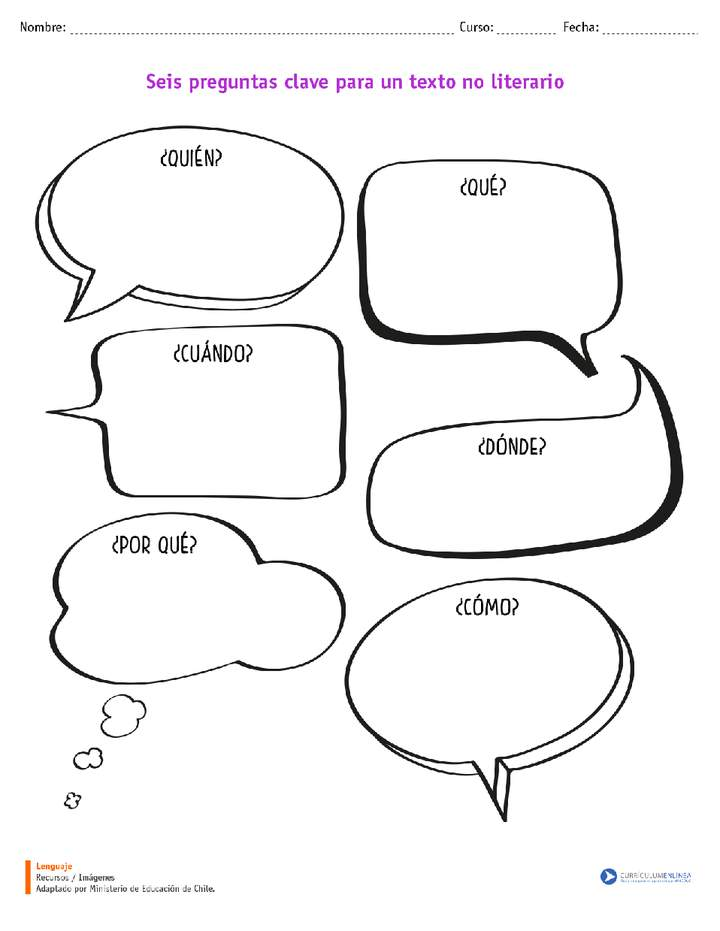 Nombre: Curso: Fecha:
Seis preguntas clave para un texto no literario
¿QUIÉN?
¿QUÉ?
¿CUÁNDO?
¿DÓNDE?
¿POR QUÉ?
¿CÓMO?
Lenguaje
Recursos / Imágenes
Adaptado por Ministerio de Educación de Chile.
CURRICULUMENLINEA